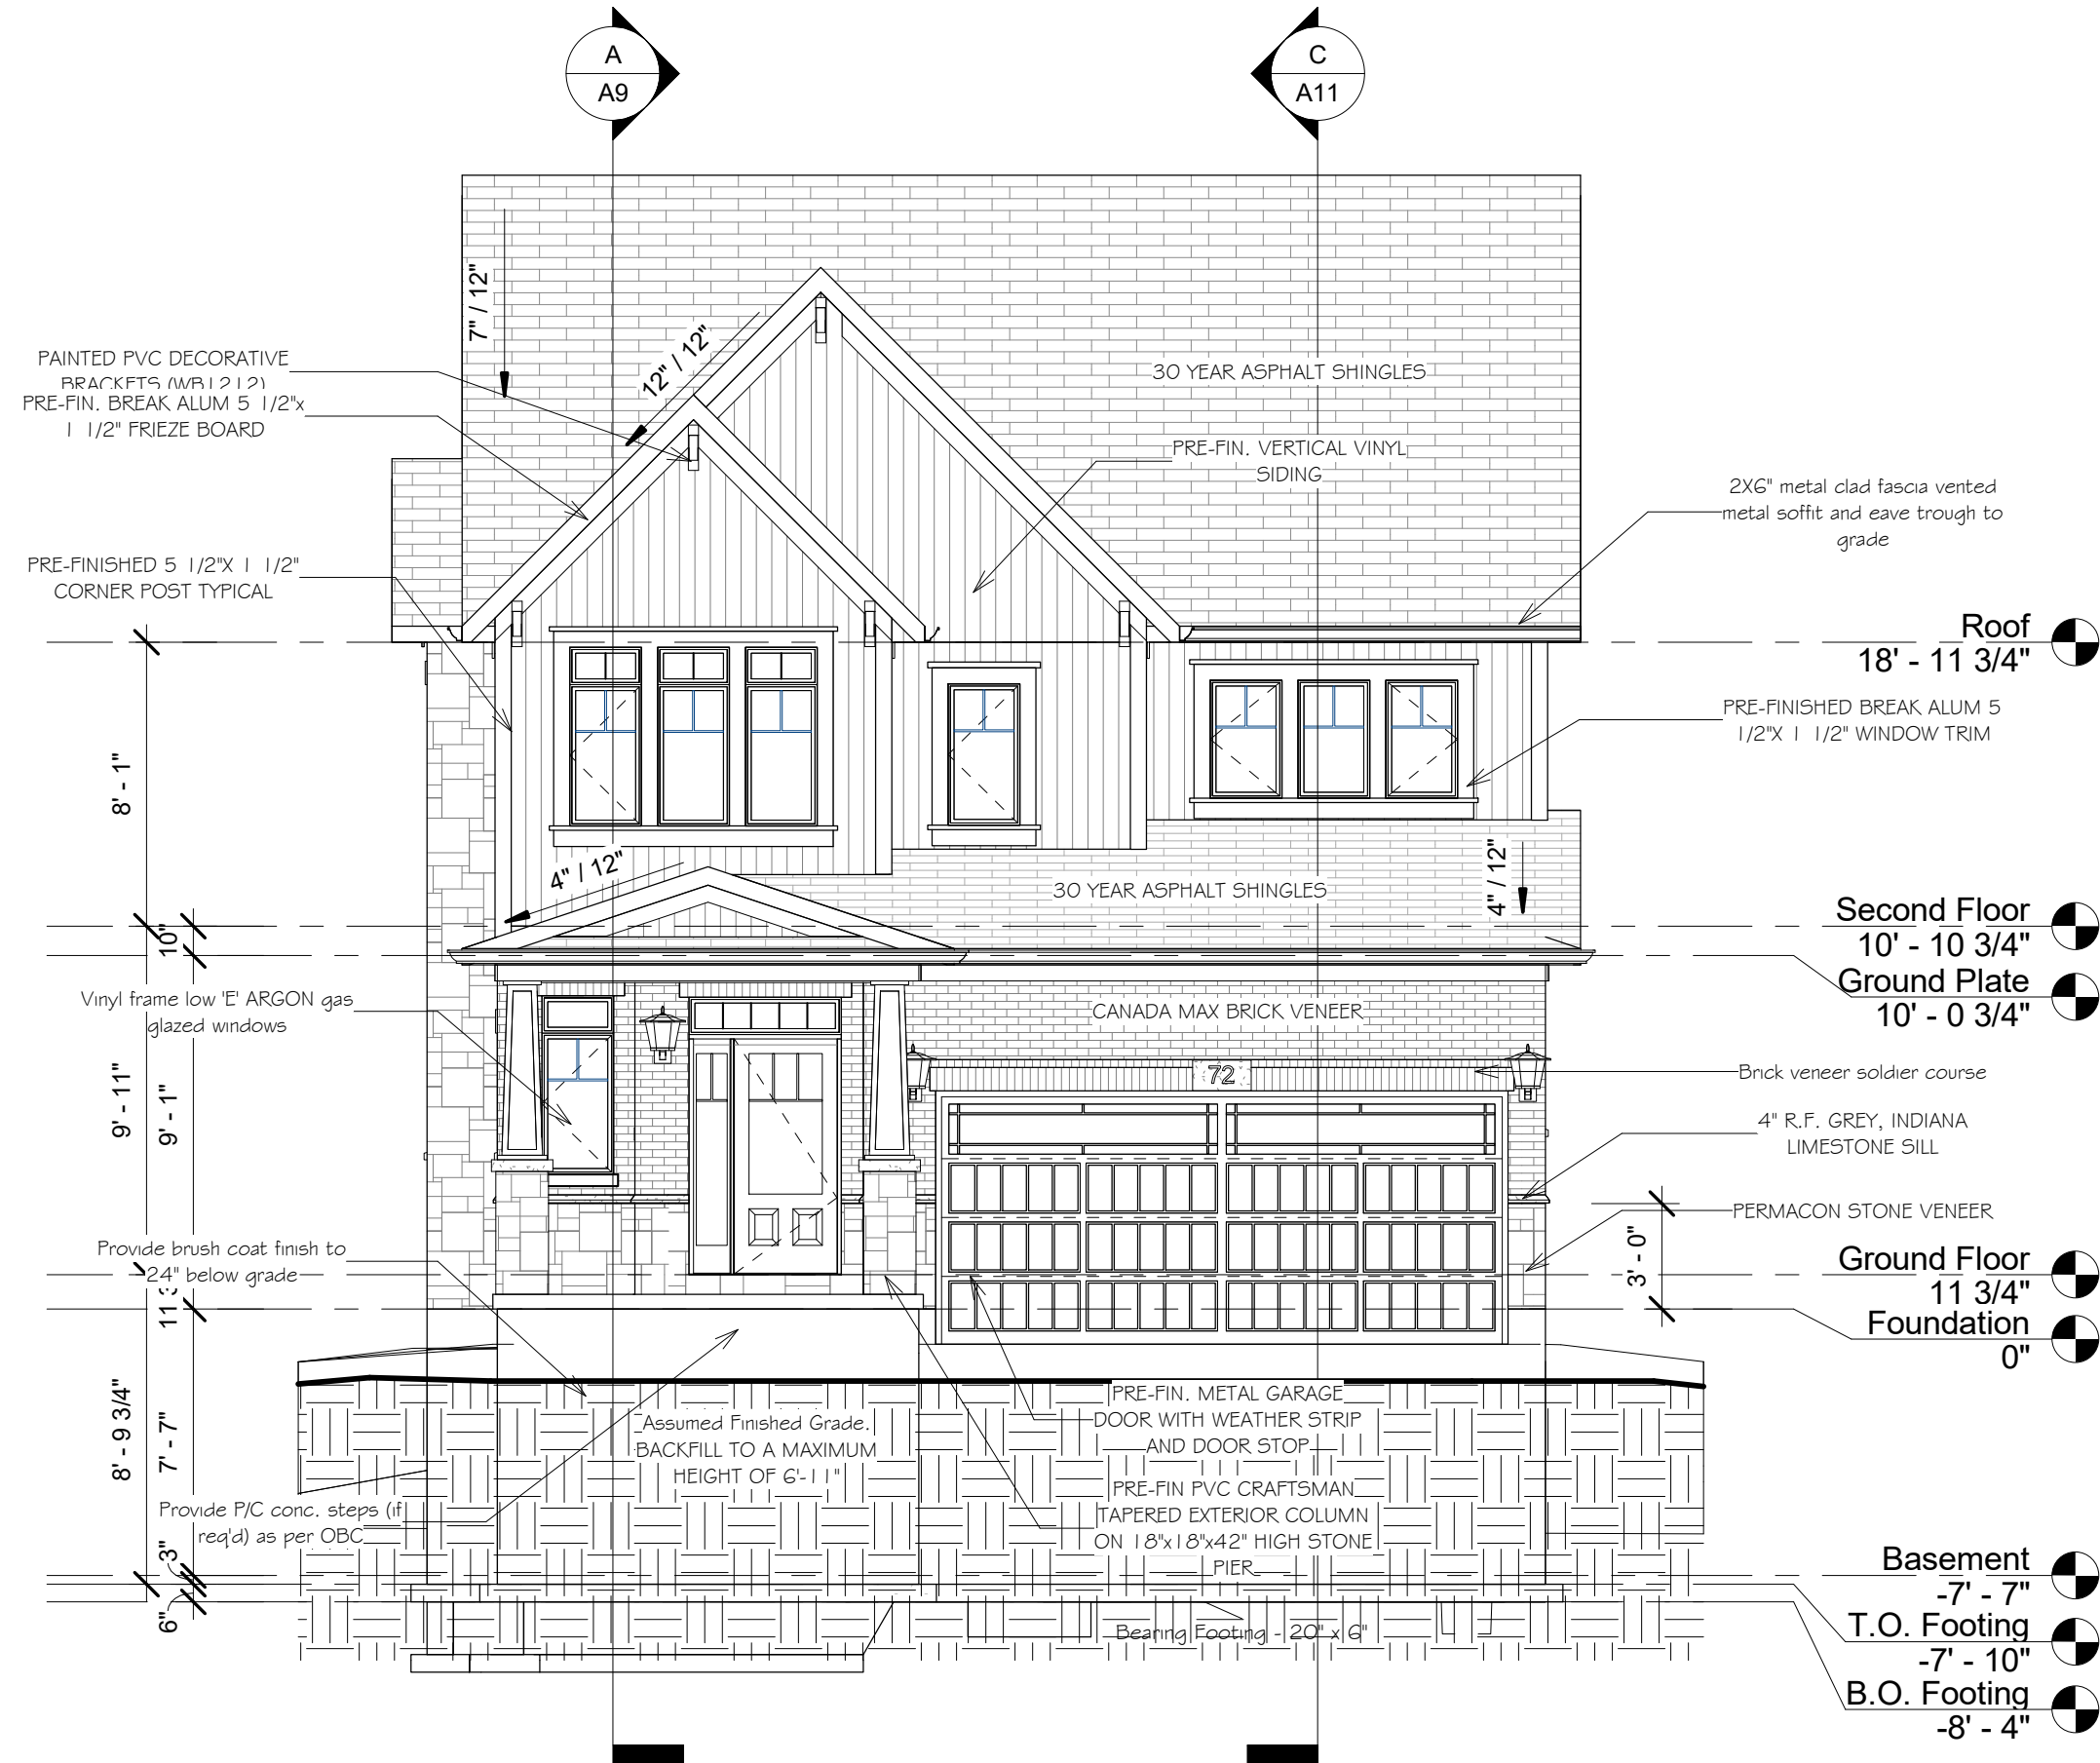 A
A9
C
A11
7" / 12"
12" / 12"
PAINTED PVC DECORATIVE
BRACKETS (WB1212)
PRE-FIN. BREAK ALUM 5 1/2"x
1 1/2" FRIEZE BOARD
30 YEAR ASPHALT SHINGLES
PRE-FIN. VERTICAL VINYL
SIDING
2X6" metal clad fascia vented
metal soffit and eave trough to
grade
PRE-FINISHED 5 1/2"X 1 1/2"
CORNER POST TYPICAL
Roof
18' - 11 3/4"
PRE-FINISHED BREAK ALUM 5
1/2"X 1 1/2" WINDOW TRIM
8' - 1"
4" / 12"
30 YEAR ASPHALT SHINGLES
4" / 12"
Second Floor
10' - 10 3/4"
10"
Ground Plate
10' - 0 3/4"
Vinyl frame low 'E' ARGON gas
glazed windows
CANADA MAX BRICK VENEER
72
Brick veneer soldier course
9' - 11"
9' - 1"
4" R.F. GREY, INDIANA
LIMESTONE SILL
PERMACON STONE VENEER
3' - 0"
Provide brush coat finish to
24" below grade
Ground Floor
11 3/4"
Foundation
0"
8' - 9 3/4"
7' - 7"
Assumed Finished Grade.
BACKFILL TO A MAXIMUM
HEIGHT OF 6'-11"
PRE-FIN. METAL GARAGE
DOOR WITH WEATHER STRIP
AND DOOR STOP
PRE-FIN PVC CRAFTSMAN
TAPERED EXTERIOR COLUMN
ON 18"x18"x42" HIGH STONE
PIER
Provide P/C conc. steps (if
req'd) as per OBC
3"
6"
Bearing Footing - 20" x 6"
Basement
-7' - 7"
T.O. Footing
-7' - 10"
B.O. Footing
-8' - 4"